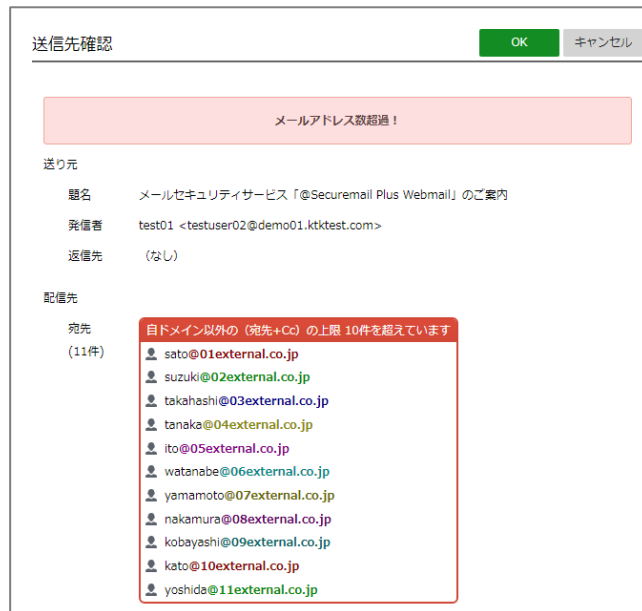 送信先確認
OK
キャンセル
メールアドレス数超過！
送り元
題名 メールセキュリティサービス「@Securemail Plus Webmail」のご案内
発信者 test01 <testuser02@demo01.ktktest.com>
返信先 （なし）
配信先
宛先 自ドメイン以外の（宛先+Cc）の上限 10件を超えています
(11件)
sato@01external.co.jp
suzuki@02external.co.jp
takahashi@03external.co.jp
tanaka@04external.co.jp
ito@05external.co.jp
watanabe@06external.co.jp
yamamoto@07external.co.jp
nakamura@08external.co.jp
kobayashi@09external.co.jp
kato@10external.co.jp
yoshida@11external.co.jp